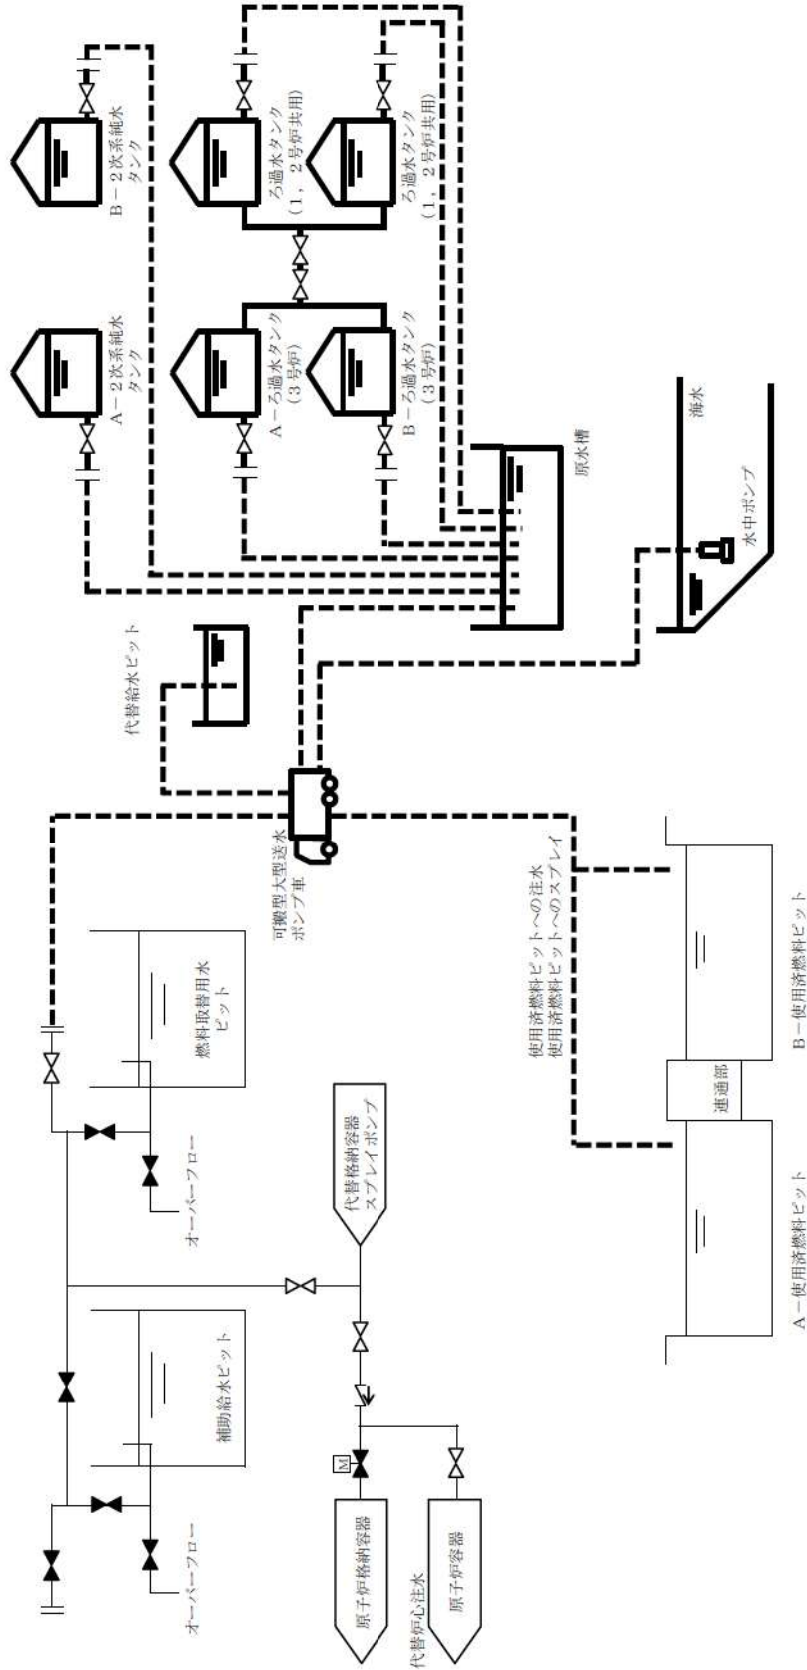 オーバーフロー
補助給水ピット
オーバーフロー
燃料取替用水
ピット
原子炉格納容器
M
代替炉心注水
原子炉容器
代替格納容器
スプレイポンプ
可搬型大型送水
ポンプ車
代替給水ピット
A－2次系純水
タンク
B－2次系純水
タンク
A－ろ過水タンク
(3号炉)
ろ過水タンク
(1，2号炉共用)
B－ろ過水タンク
(3号炉)
ろ過水タンク
(1，2号炉共用)
原水槽
海水
水中ポンプ
使用済燃料ピットへの注水
使用済燃料ピットへのスプレイ
連通部
A－使用済燃料ピット
B－使用済燃料ピット